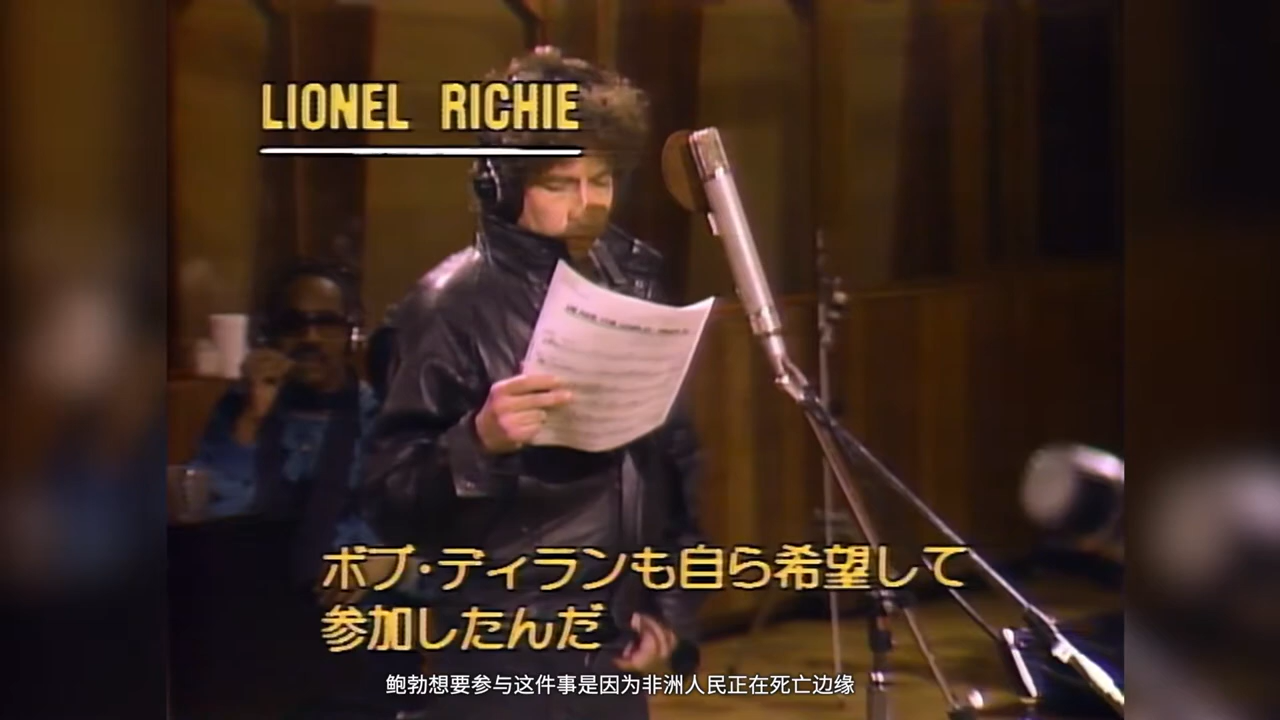 LIONEL RICHIE
ボブ・ディランも自ら希望して
参加したんだ
鲍勃想要参与这件事是因为非洲人民正在死亡边缘